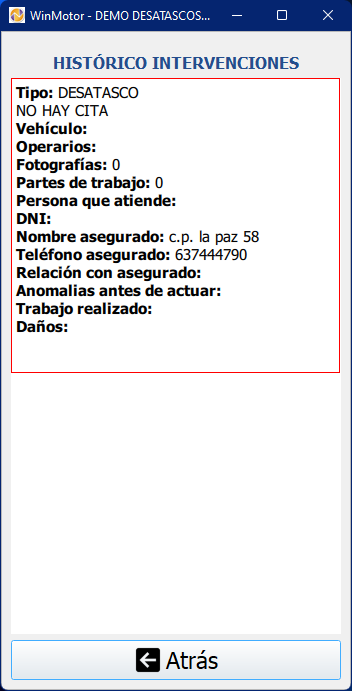 WinMotor - DEMO DESATASCOS...
HISTÓRICO INTERVENCIONES
Tipo: DESATASCO
NO HAY CITA
Vehículo:
Operarios:
Fotografías: 0
Partes de trabajo: 0
Persona que atiende:
DNI:
Nombre asegurado: c.p. la paz 58
Teléfono asegurado: 637444790
Relación con asegurado:
Anomalias antes de actuar:
Trabajo realizado:
Daños:
Atrás